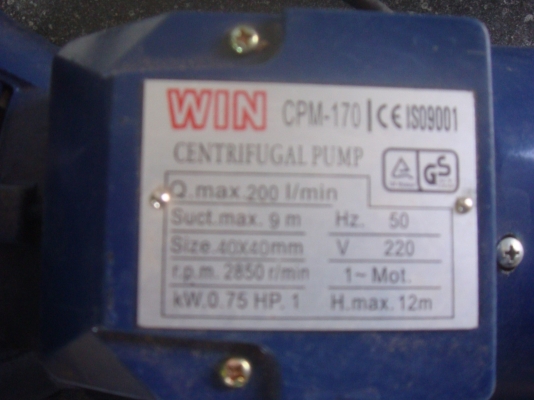 WIN CPM-170 CE ISO9001
CENTRIFUGAL PUMP
GS
Q.max.200 l/min
Suct.max. 9 m Hz. 50
Size.40X40mm V 220
r.p.m. 2850r/min 1~ Mot.
kW.0.75 HP. 1 H.max.12m